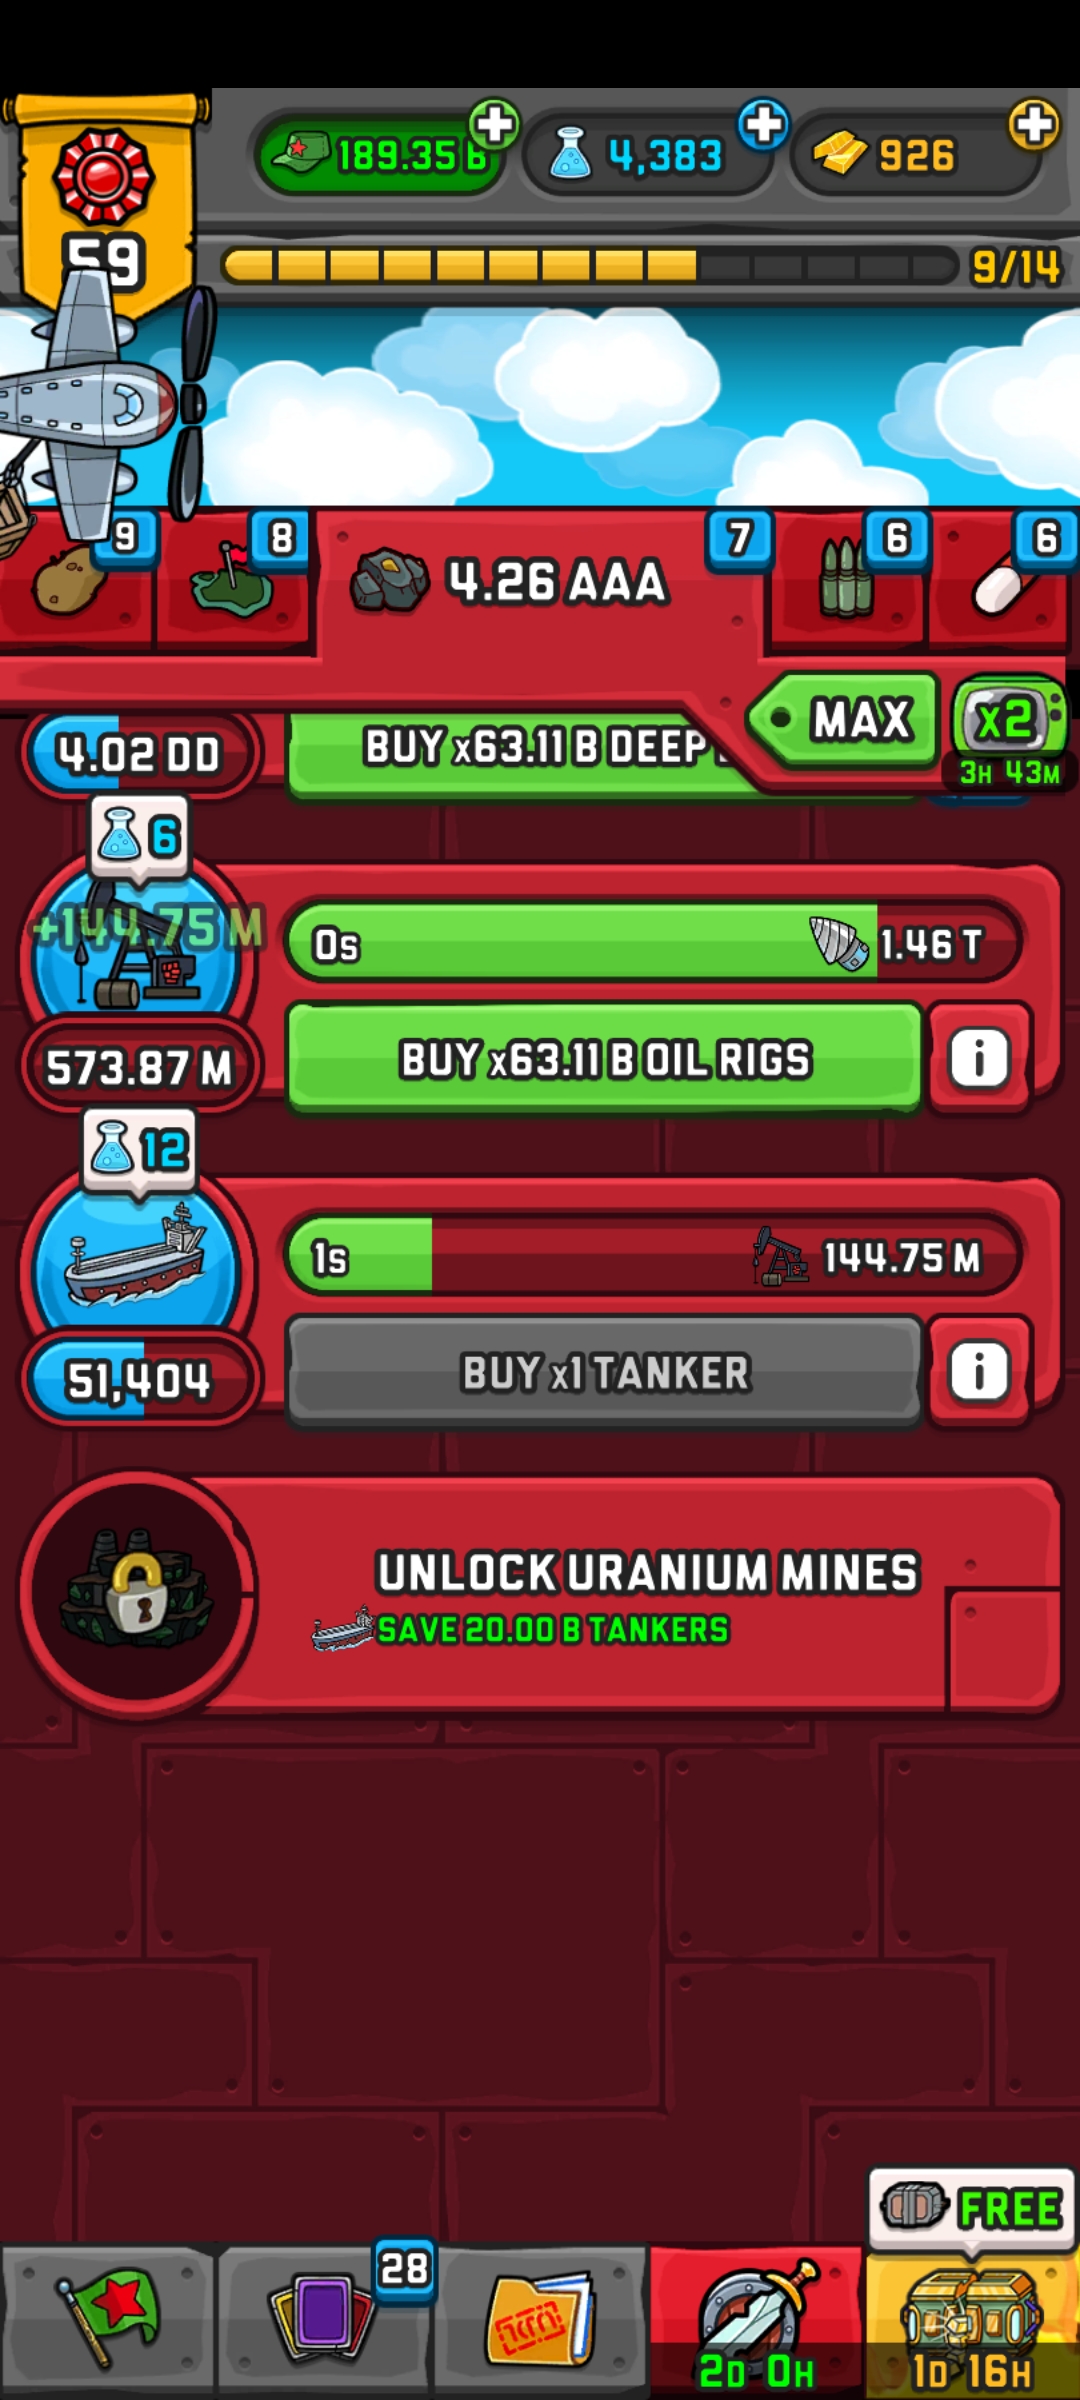 189.35 B
4,383
926
59
9/14
9
8
4.26 AAA
7
6
6
MAX
x2
3H 43M
4.02 DD
BUY x63.11 B DEEP
6
+144.75 M
0s
1.46 T
573.87 M
BUY x63.11 B OIL RIGS
i
12
1s
144.75 M
51,404
BUY x1 TANKER
i
UNLOCK URANIUM MINES
SAVE 20.00 B TANKERS
FREE
28
2D 0H
1D 16H